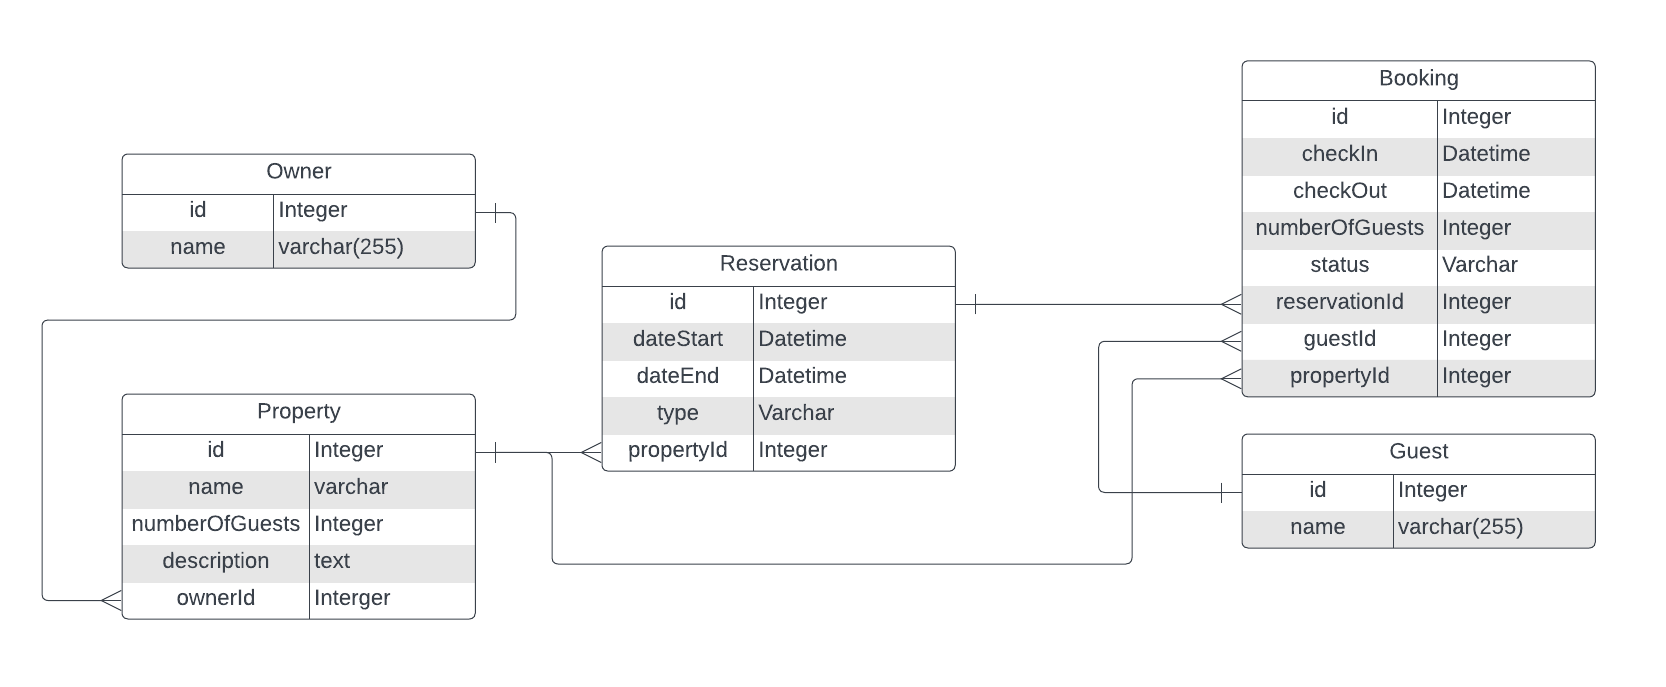 Owner
id Integer
name varchar(255)
Property
id Integer
name varchar
numberOfGuests Integer
description text
ownerId Interger
Reservation
id Integer
dateStart Datetime
dateEnd Datetime
type Varchar
propertyId Integer
Booking
id Integer
checkIn Datetime
checkOut Datetime
numberOfGuests Integer
status Varchar
reservationId Integer
guestId Integer
propertyId Integer
Guest
id Integer
name varchar(255)